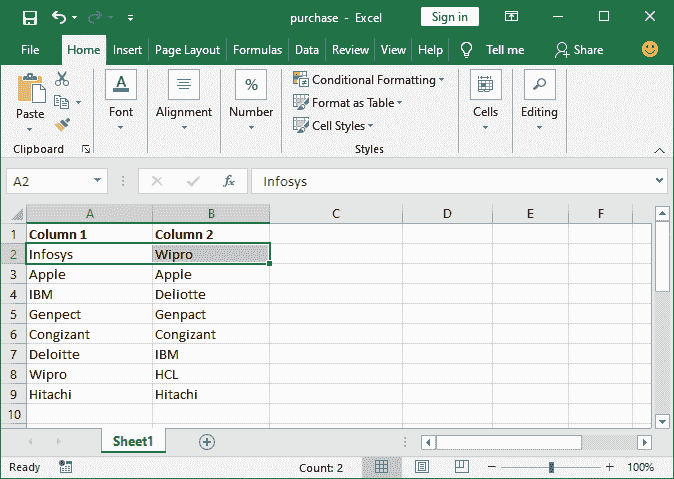 purchase - Excel Sign in
File Home Insert Page Layout Formulas Data Review View Help Tell me Share
Paste Font Alignment Number Conditional Formatting Cells Editing
% Format as Table
Cell Styles
Clipboard Styles
A2 fx Infosys
A B C D E F
1 Column 1 Column 2
2 Infosys Wipro
3 Apple Apple
4 IBM Deliotte
5 Genpect Genpact
6 Congizant Congizant
7 Deloitte IBM
8 Wipro HCL
9 Hitachi Hitachi
10
Sheet1
Ready Count: 2 100%